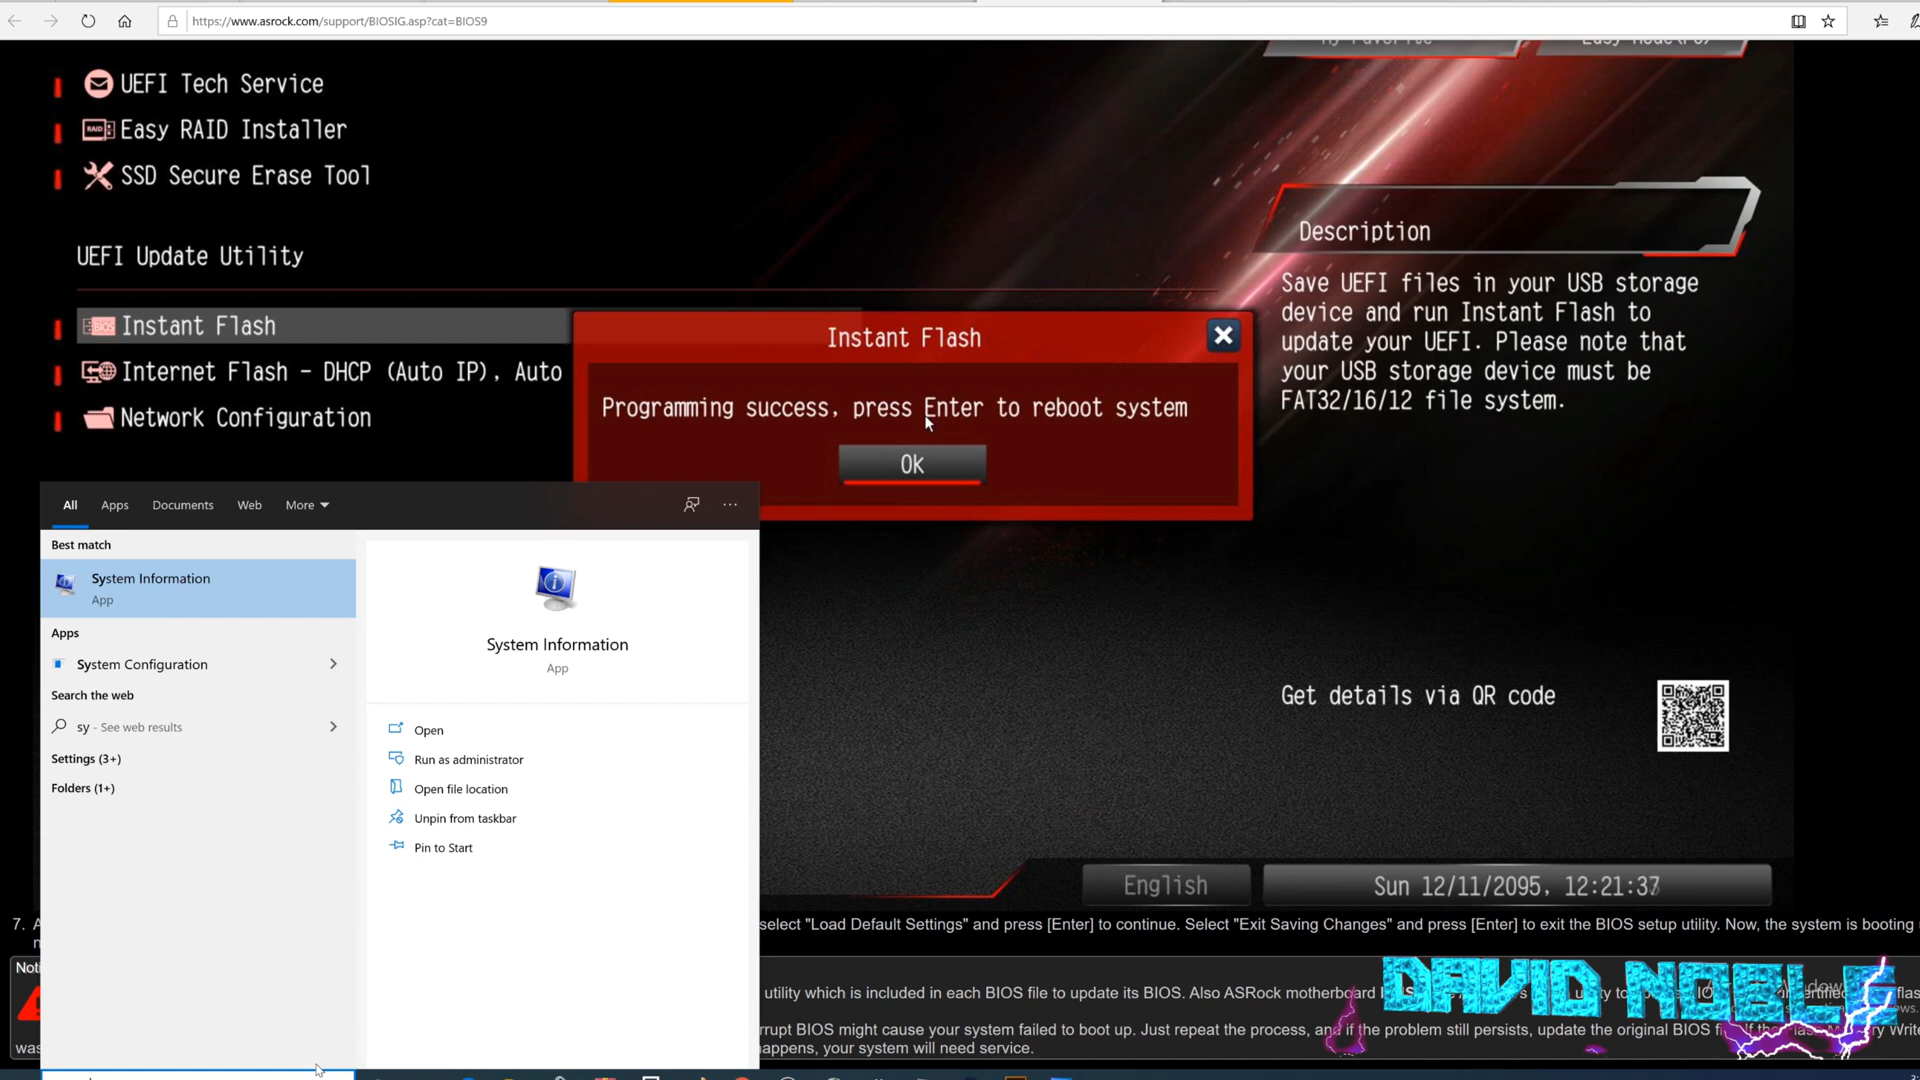 https://www.asrock.com/support/BIOSIG.asp?cat=BIOS9
UEFI Tech Service
RAID
Easy RAID Installer
SSD Secure Erase Tool
UEFI Update Utility
BIOS
Instant Flash
Internet Flash - DHCP (Auto IP), Auto
Network Configuration
Instant Flash
Programming success, press Enter to reboot system
Ok
Description
Save UEFI files in your USB storage
device and run Instant Flash to
update your UEFI. Please note that
your USB storage device must be
FAT32/16/12 file system.
Get details via QR code
English
Sun 12/11/2095, 12:21:37
All
Apps
Documents
Web
More
Best match
System Information
App
Apps
System Configuration
Search the web
sy - See web results
Settings (3+)
Folders (1+)
System Information
App
Open
Run as administrator
Open file location
Unpin from taskbar
Pin to Start
7.
select "Load Default Settings" and press [Enter] to continue. Select "Exit Saving Changes" and press [Enter] to exit the BIOS setup utility. Now, the system is booting
utility which is included in each BIOS file to update its BIOS. Also ASRock motherboard
BIOS might cause your system failed to boot up. Just repeat the process, and if the problem still persists, update the original BIOS
was
your system will need service.
DAVID NOBLE